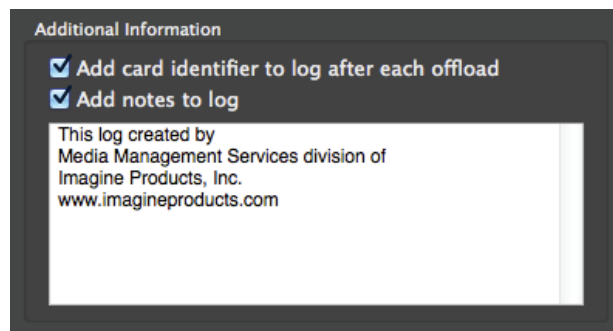 Additional Information
Add card identifier to log after each offload
Add notes to log
This log created by
Media Management Services division of
Imagine Products, Inc.
www.imagineproducts.com